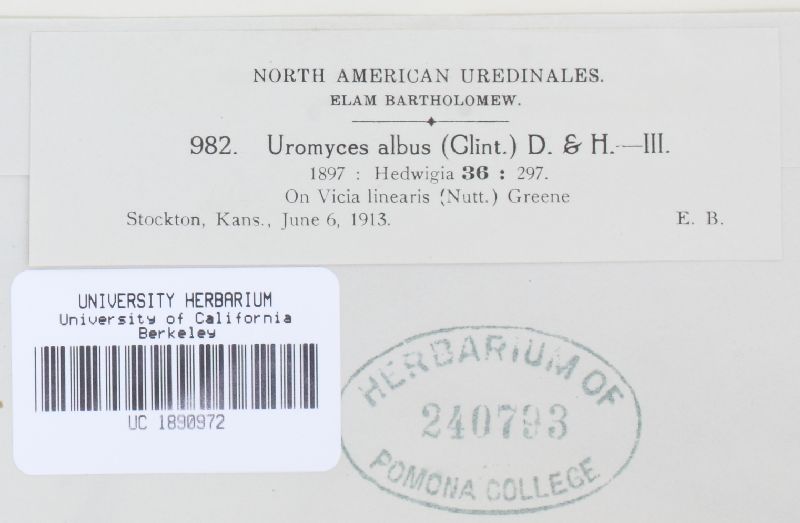 NORTH AMERICAN UREDINALES.
ELAM BARTHOLOMEW.
982. Uromyces albus (Clint.) D. & H.—III.
1897 : Hedwigia 36 : 297.
On Vicia linearis (Nutt.) Greene
Stockton, Kans., June 6, 1913. E. B.
UNIVERSITY HERBARIUM
University of California
Berkeley
UC 1890972
HERBARIUM OF
240793
POMONA COLLEGE